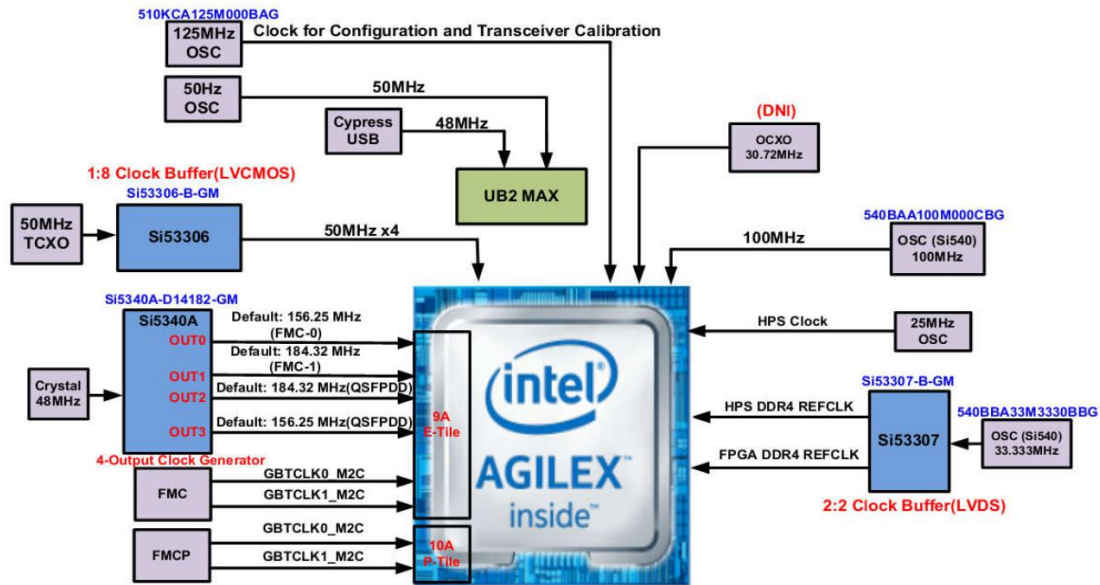 510KCA125M000BAG
125MHz
OSC
Clock for Configuration and Transceiver Calibration
50Hz
OSC
50MHz
Cypress
USB
48MHz
UB2 MAX
(DNI)
OCXO
30.72MHz
1:8 Clock Buffer(LVCMOS)
Si53306-B-GM
50MHz
TCXO
Si53306
50MHz x4
540BAA100M000CBG
100MHz
OSC (Si540)
100MHz
Si5340A-D14182-GM
Si5340A
OUT0
OUT1
OUT2
OUT3
Crystal
48MHz
Default: 156.25 MHz
(FMC-0)
Default: 184.32 MHz
(FMC-1)
Default: 184.32 MHz(QSFPDD)
Default: 156.25 MHz(QSFPDD)
4-Output Clock Generator
FMC
GBTCLK0_M2C
GBTCLK1_M2C
FMCP
GBTCLK0_M2C
GBTCLK1_M2C
9A
E-Tile
10A
P-Tile
intel
AGILEX™
inside™
HPS Clock
25MHz
OSC
Si53307-B-GM
HPS DDR4 REFCLK
FPGA DDR4 REFCLK
Si53307
540BBA33M3330BBG
OSC (Si540)
33.333MHz
2:2 Clock Buffer(LVDS)